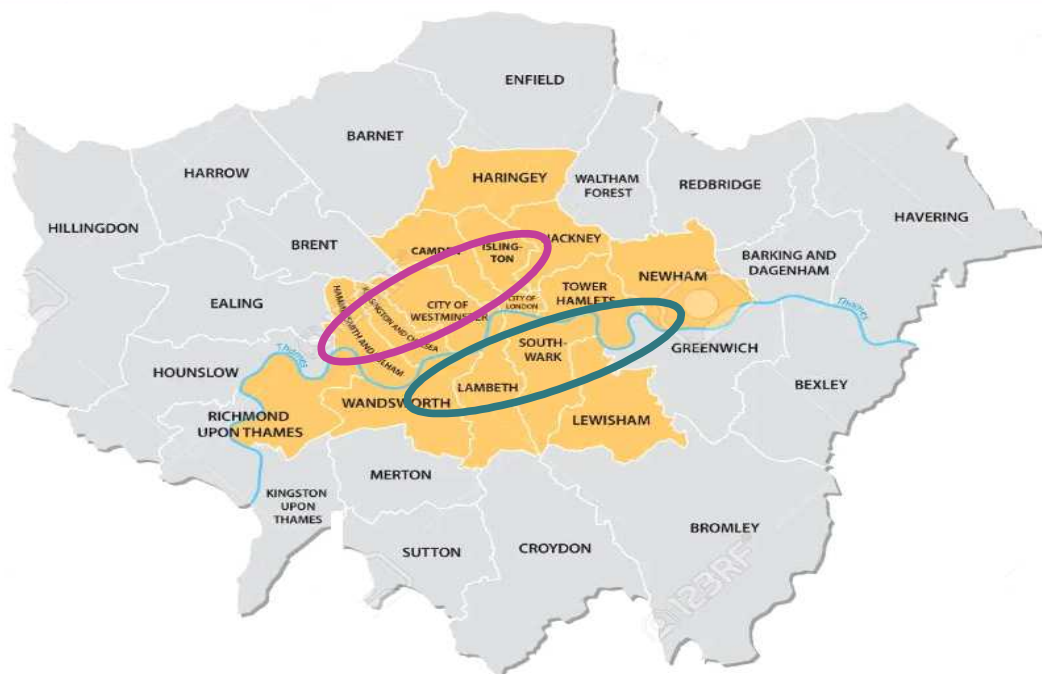 ENFIELD
BARNET
HARROW
HARINGEY
WALTHAM
FOREST
REDBRIDGE
HILLINGDON
HAVERING
BRENT
CAMDEN
ISLING-
TON
HACKNEY
BARKING AND
DAGENHAM
NEWHAM
EALING
TOWER
HAMLETS
CITY OF
WESTMINSTER
CITY OF
LONDON
KENSINGTON AND CHELSEA
HAMMERSMITH AND FULHAM
Thames
Thames
SOUTH-
WARK
GREENWICH
HOUNSLOW
BEXLEY
LAMBETH
WANDSWORTH
RICHMOND
UPON THAMES
LEWISHAM
MERTON
KINGSTON
UPON
THAMES
BROMLEY
SUTTON
CROYDON
123RF